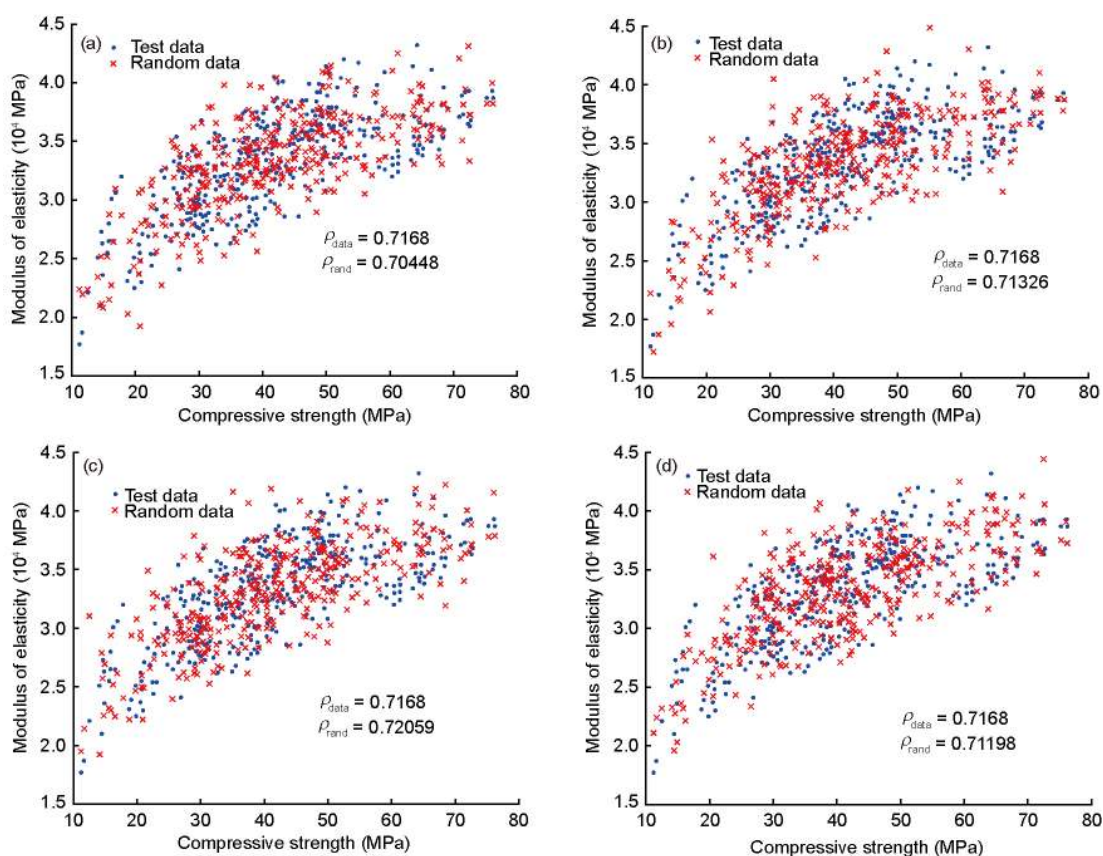 (a)
Test data
Random data
ρdata = 0.7168
ρrand = 0.70448
4.5
4.0
3.5
3.0
2.5
2.0
1.5
Modulus of elasticity (10⁴ MPa)
10 20 30 40 50 60 70 80
Compressive strength (MPa)
(b)
Test data
Random data
ρdata = 0.7168
ρrand = 0.71326
4.5
4.0
3.5
3.0
2.5
2.0
1.5
Modulus of elasticity (10⁴ MPa)
10 20 30 40 50 60 70 80
Compressive strength (MPa)
(c)
Test data
Random data
ρdata = 0.7168
ρrand = 0.72059
4.5
4.0
3.5
3.0
2.5
2.0
1.5
Modulus of elasticity (10⁴ MPa)
10 20 30 40 50 60 70 80
Compressive strength (MPa)
(d)
Test data
Random data
ρdata = 0.7168
ρrand = 0.71198
4.5
4.0
3.5
3.0
2.5
2.0
1.5
Modulus of elasticity (10⁴ MPa)
10 20 30 40 50 60 70 80
Compressive strength (MPa)